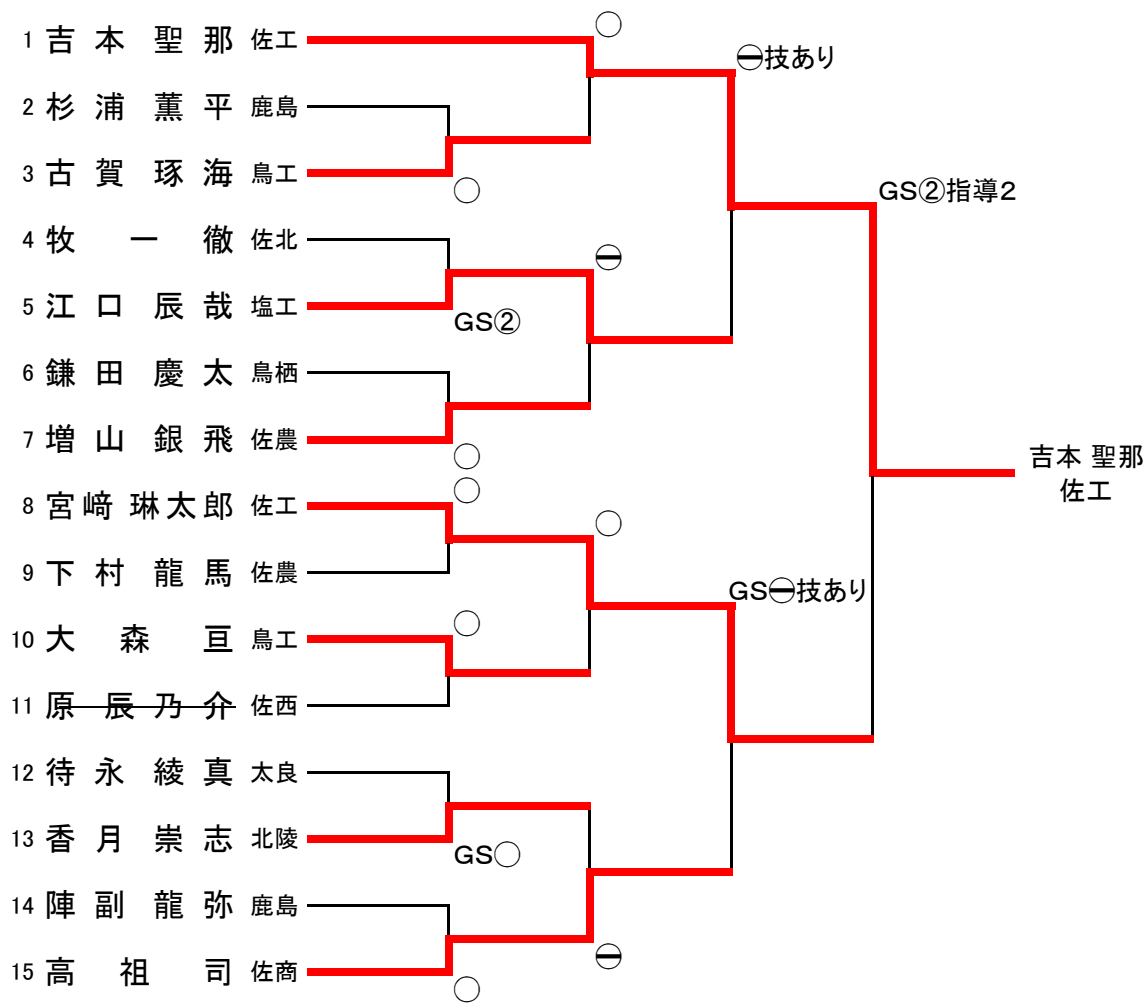 1 吉本 聖那 佐工
2 杉浦 薫平 鹿島
3 古賀 琢海 鳥工
4 牧 一徹 佐北
5 江口 辰哉 塩工
6 鎌田 慶太 鳥栖
7 増山 銀飛 佐農
8 宮﨑 琳太郎 佐工
9 下村 龍馬 佐農
10 大森 亘 鳥工
11 原 辰乃介 佐西
12 待永 綾真 太良
13 香月 崇志 北陵
14 陣副 龍弥 鹿島
15 高祖 司 佐商
○
○
GS②
○
○
○
GS○
○
○
⊖
○
⊖
⊖技あり
GS⊖技あり
GS②指導2
吉本 聖那
佐工